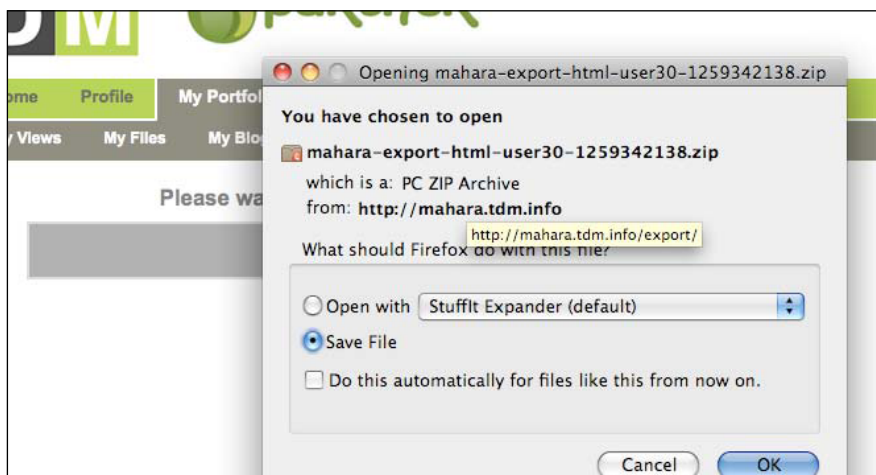 DM
Opening mahara-export-html-user30-1259342138.zip
Profile
My Portfol
You have chosen to open
Views
My Files
My Blo
mahara-export-html-user30-1259342138.zip
which is a: PC ZIP Archive
Please wa
from: http://mahara.tdm.info
http://mahara.tdm.info/export/
What should Firefox do with this file?
Open with
StuffIt Expander (default)
Save File
Do this automatically for files like this from now on.
Cancel
OK